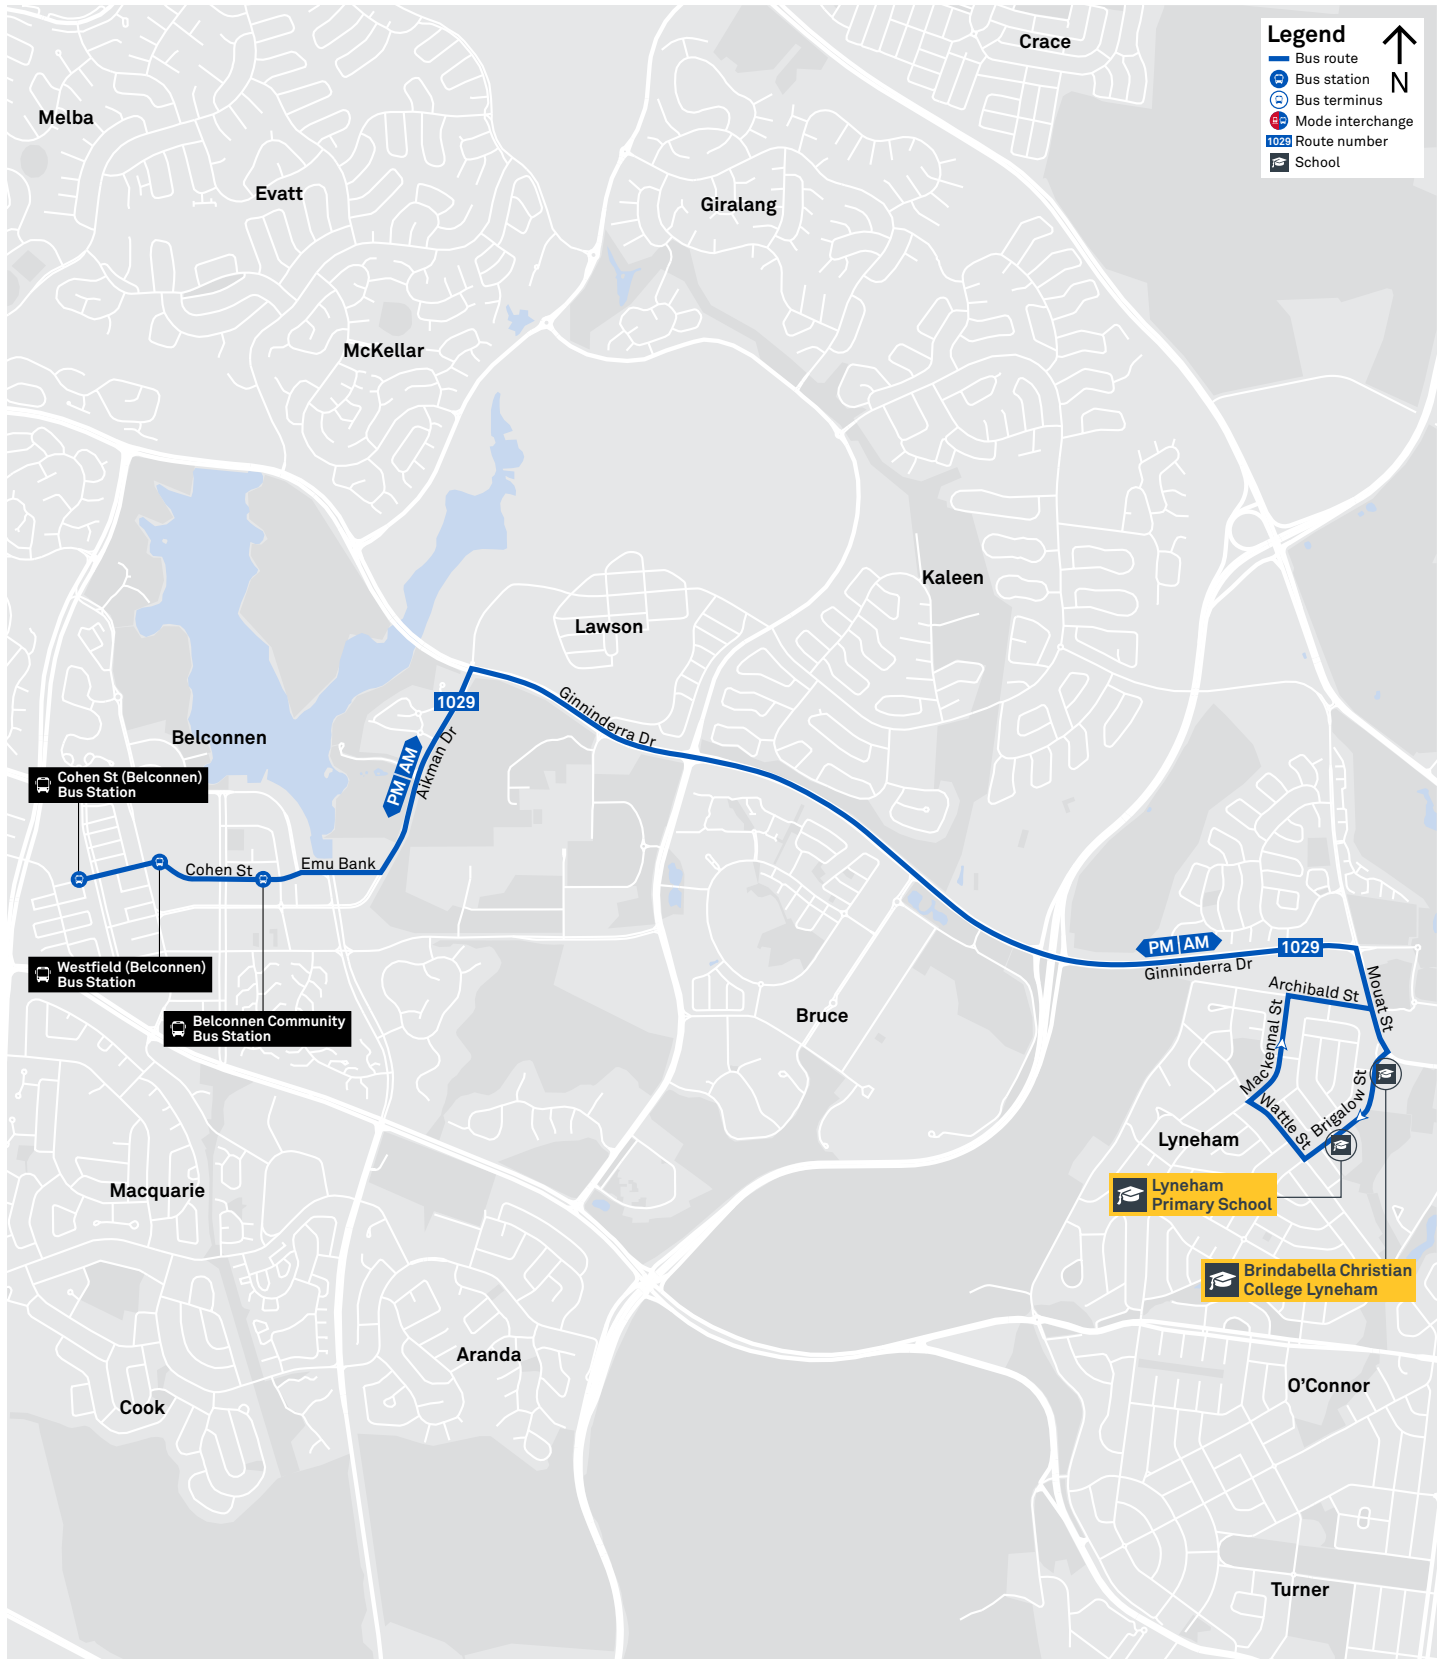 Crace
Legend
N
Bus route
Bus station
Bus terminus
Mode interchange
1029 Route number
School
Melba
Evatt
Giralang
McKellar
Kaleen
Lawson
1029
Ginninderra Dr
Belconnen
PM AM
Aikman Dr
Cohen St (Belconnen)
Bus Station
Cohen St
Emu Bank
Westfield (Belconnen)
Bus Station
Belconnen Community
Bus Station
PM AM
1029
Ginninderra Dr
Archibald St
Mouat St
Mackennal St
Wattle St
Brigalow St
Bruce
Lyneham
Lyneham
Primary School
Brindabella Christian
College Lyneham
Macquarie
Aranda
Cook
O'Connor
Turner